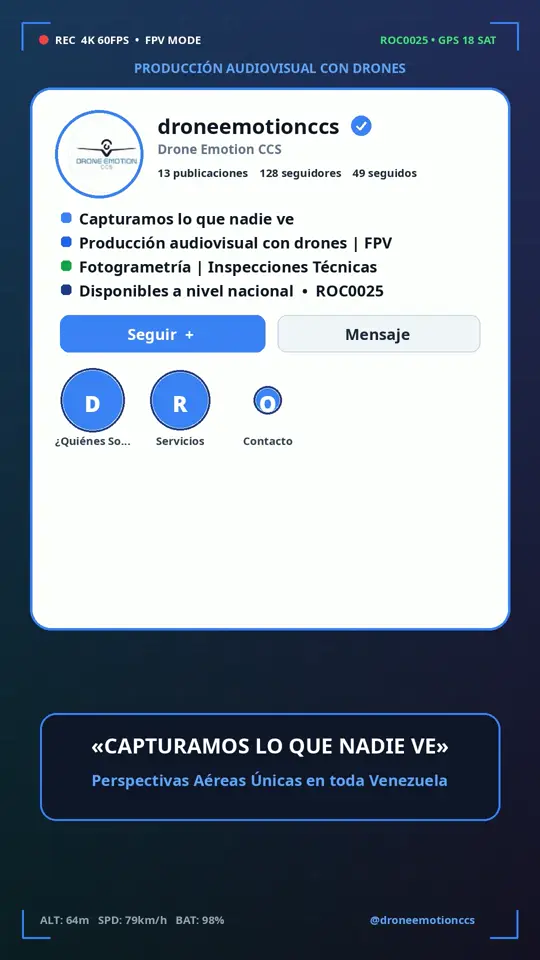 REC 4K 60FPS • FPV MODE
ROC0025 • GPS 18 SAT
PRODUCCIÓN AUDIOVISUAL CON DRONES
droneemotionccs
DRONE EMOTION
CCS
Drone Emotion CCS
13 publicaciones 128 seguidores 49 seguidos
Capturamos lo que nadie ve
Producción audiovisual con drones | FPV
Fotogrametría | Inspecciones Técnicas
Disponibles a nivel nacional • ROC0025
Seguir +
Mensaje
D
R
O
¿Quiénes So...
Servicios
Contacto
«CAPTURAMOS LO QUE NADIE VE»
Perspectivas Aéreas Únicas en toda Venezuela
ALT: 64m SPD: 79km/h BAT: 98%
@droneemotionccs